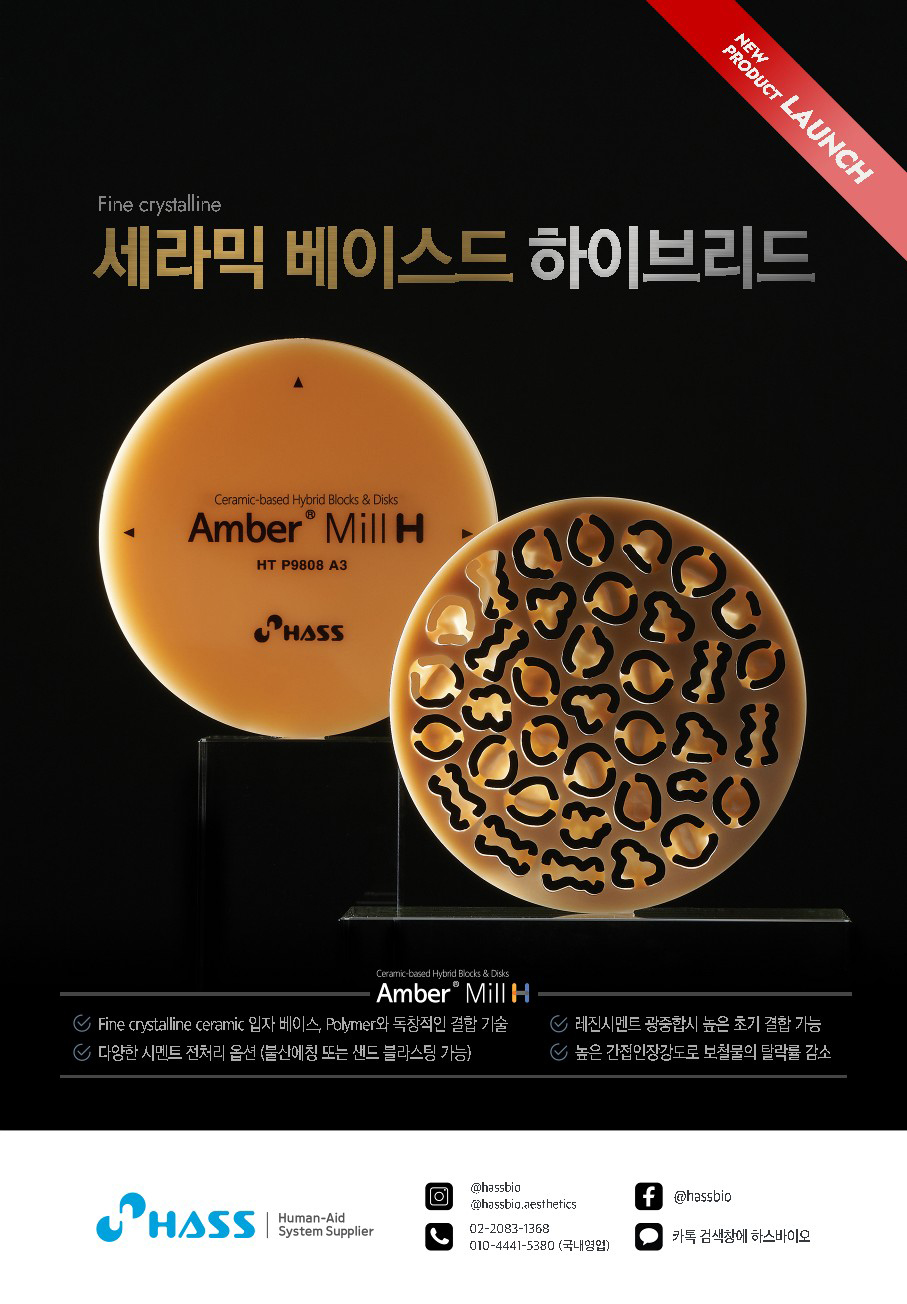 NEW
PRODUCT LAUNCH
Fine crystalline
세라믹 베이스드 하이브리드
Ceramic-based Hybrid Blocks & Disks
Amber® Mill H
HT P9808 A3
HASS
Ceramic-based Hybrid Blocks & Disks
Amber® Mill H
Fine crystalline ceramic 입자 베이스, Polymer와 독창적인 결합 기술
다양한 시멘트 전처리 옵션 (불산에칭 또는 샌드 블라스팅 가능)
레진시멘트 광중합시 높은 초기 결합 가능
높은 간접인장강도로 보철물의 탈락률 감소
HASS
Human-Aid
System Supplier
@hassbio
@hassbio.aesthetics
02-2083-1368
010-4441-5380 (국내영업)
@hassbio
카톡 검색창에 하스바이오